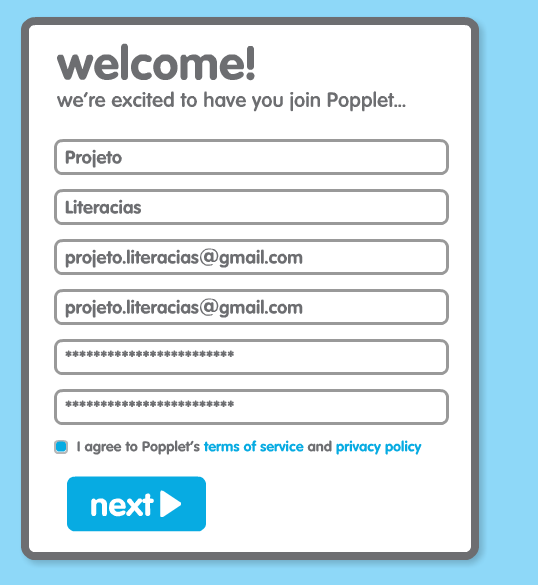 welcome!
we're excited to have you join Popplet...
Projeto
Literacias
projeto.literacias@gmail.com
projeto.literacias@gmail.com
************************
************************
I agree to Popplet's terms of service and privacy policy
next